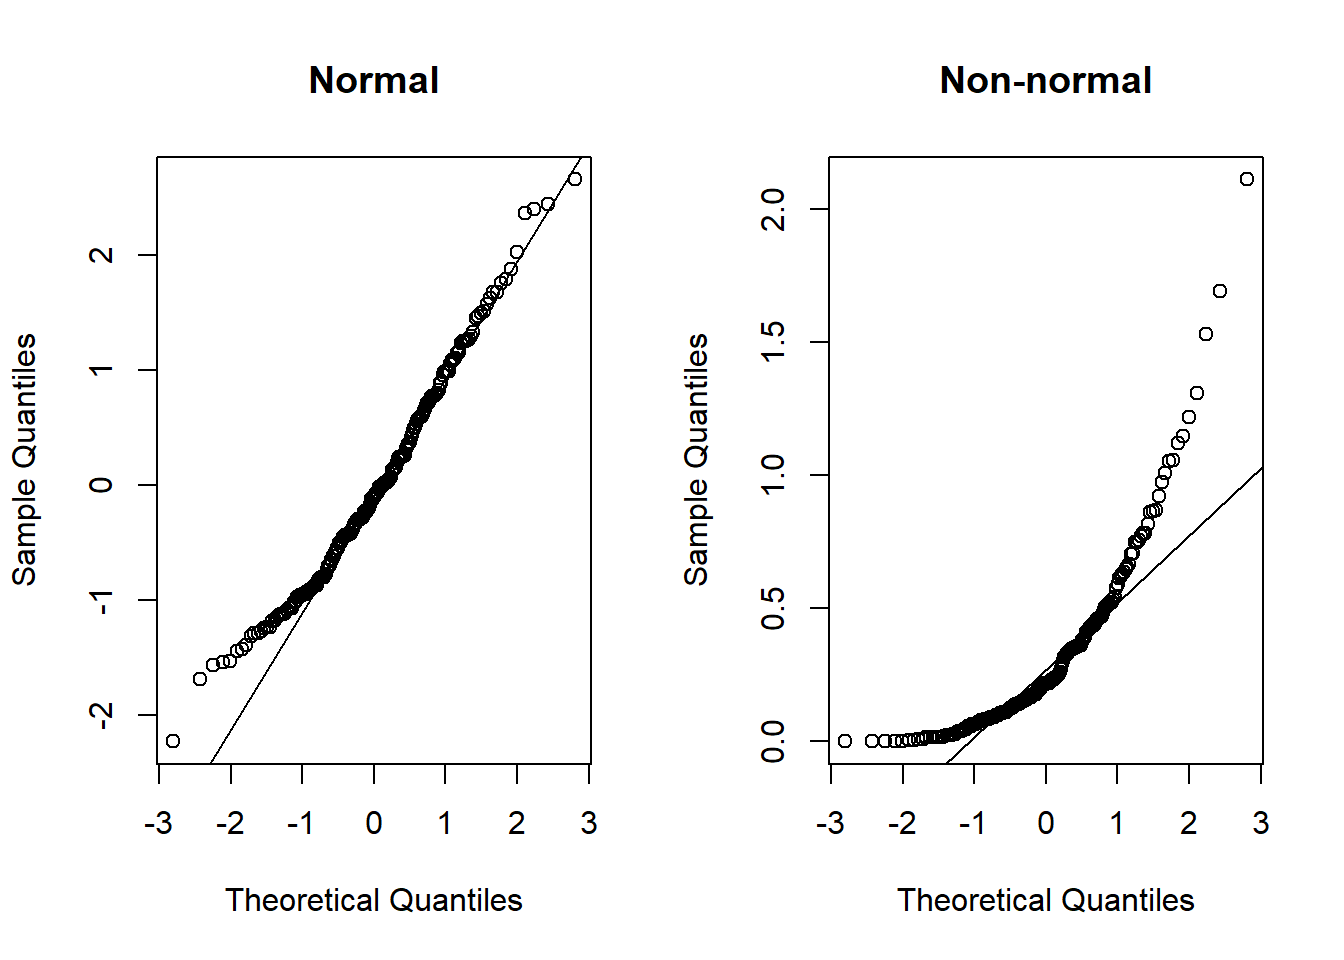 Normal
Sample Quantiles
2
1
0
-1
-2
-3 -2 -1 0 1 2 3
Theoretical Quantiles
Non-normal
Sample Quantiles
2.0
1.5
1.0
0.5
0.0
-3 -2 -1 0 1 2 3
Theoretical Quantiles